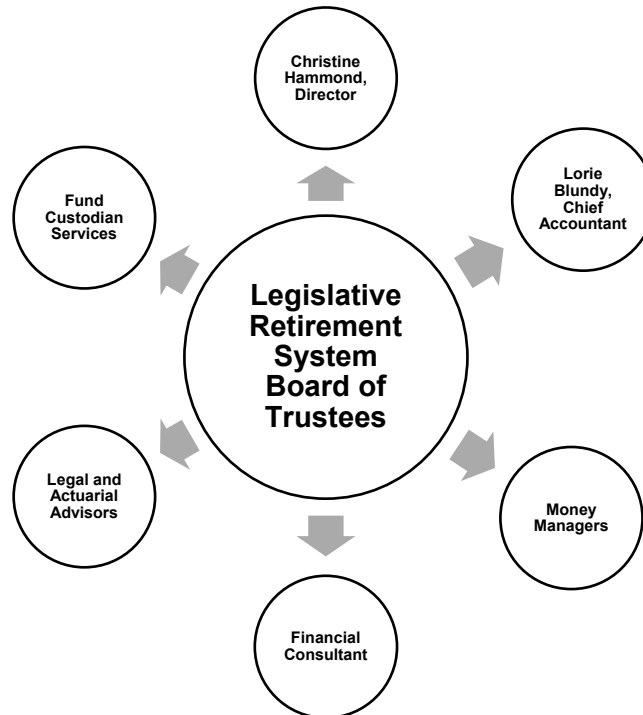 Christine
Hammond,
Director
Lorie
Blundy,
Chief
Accountant
Fund
Custodian
Services
Legislative
Retirement
System
Board of
Trustees
Legal and
Actuarial
Advisors
Money
Managers
Financial
Consultant